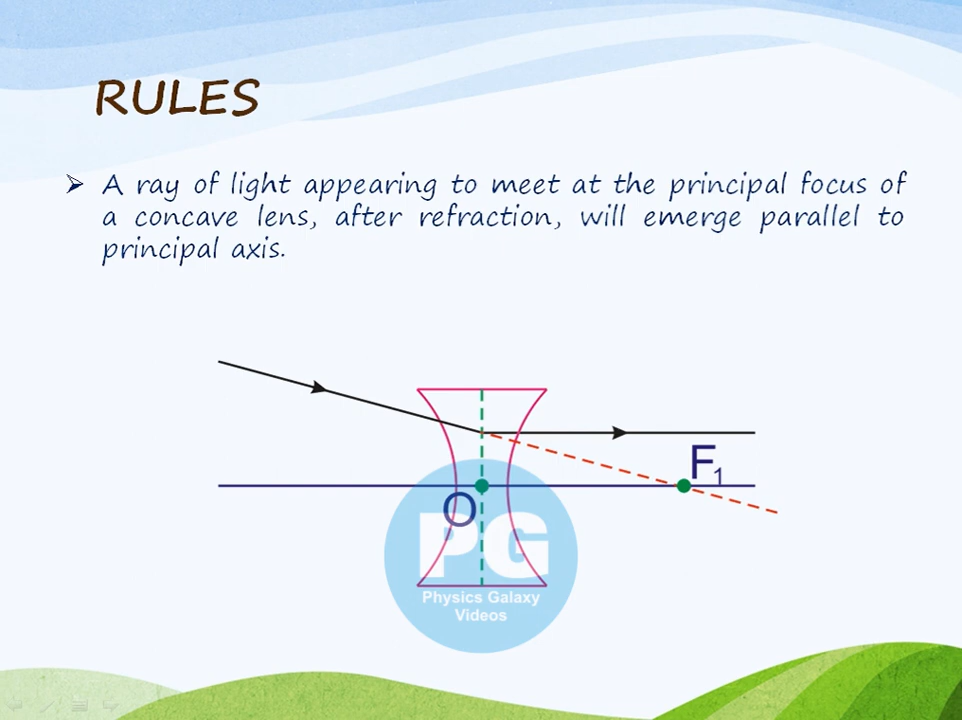 RULES
➢ A ray of light appearing to meet at the principal focus of
a concave lens, after refraction, will emerge parallel to
principal axis.
F₁
O
PG
Physics Galaxy
Videos